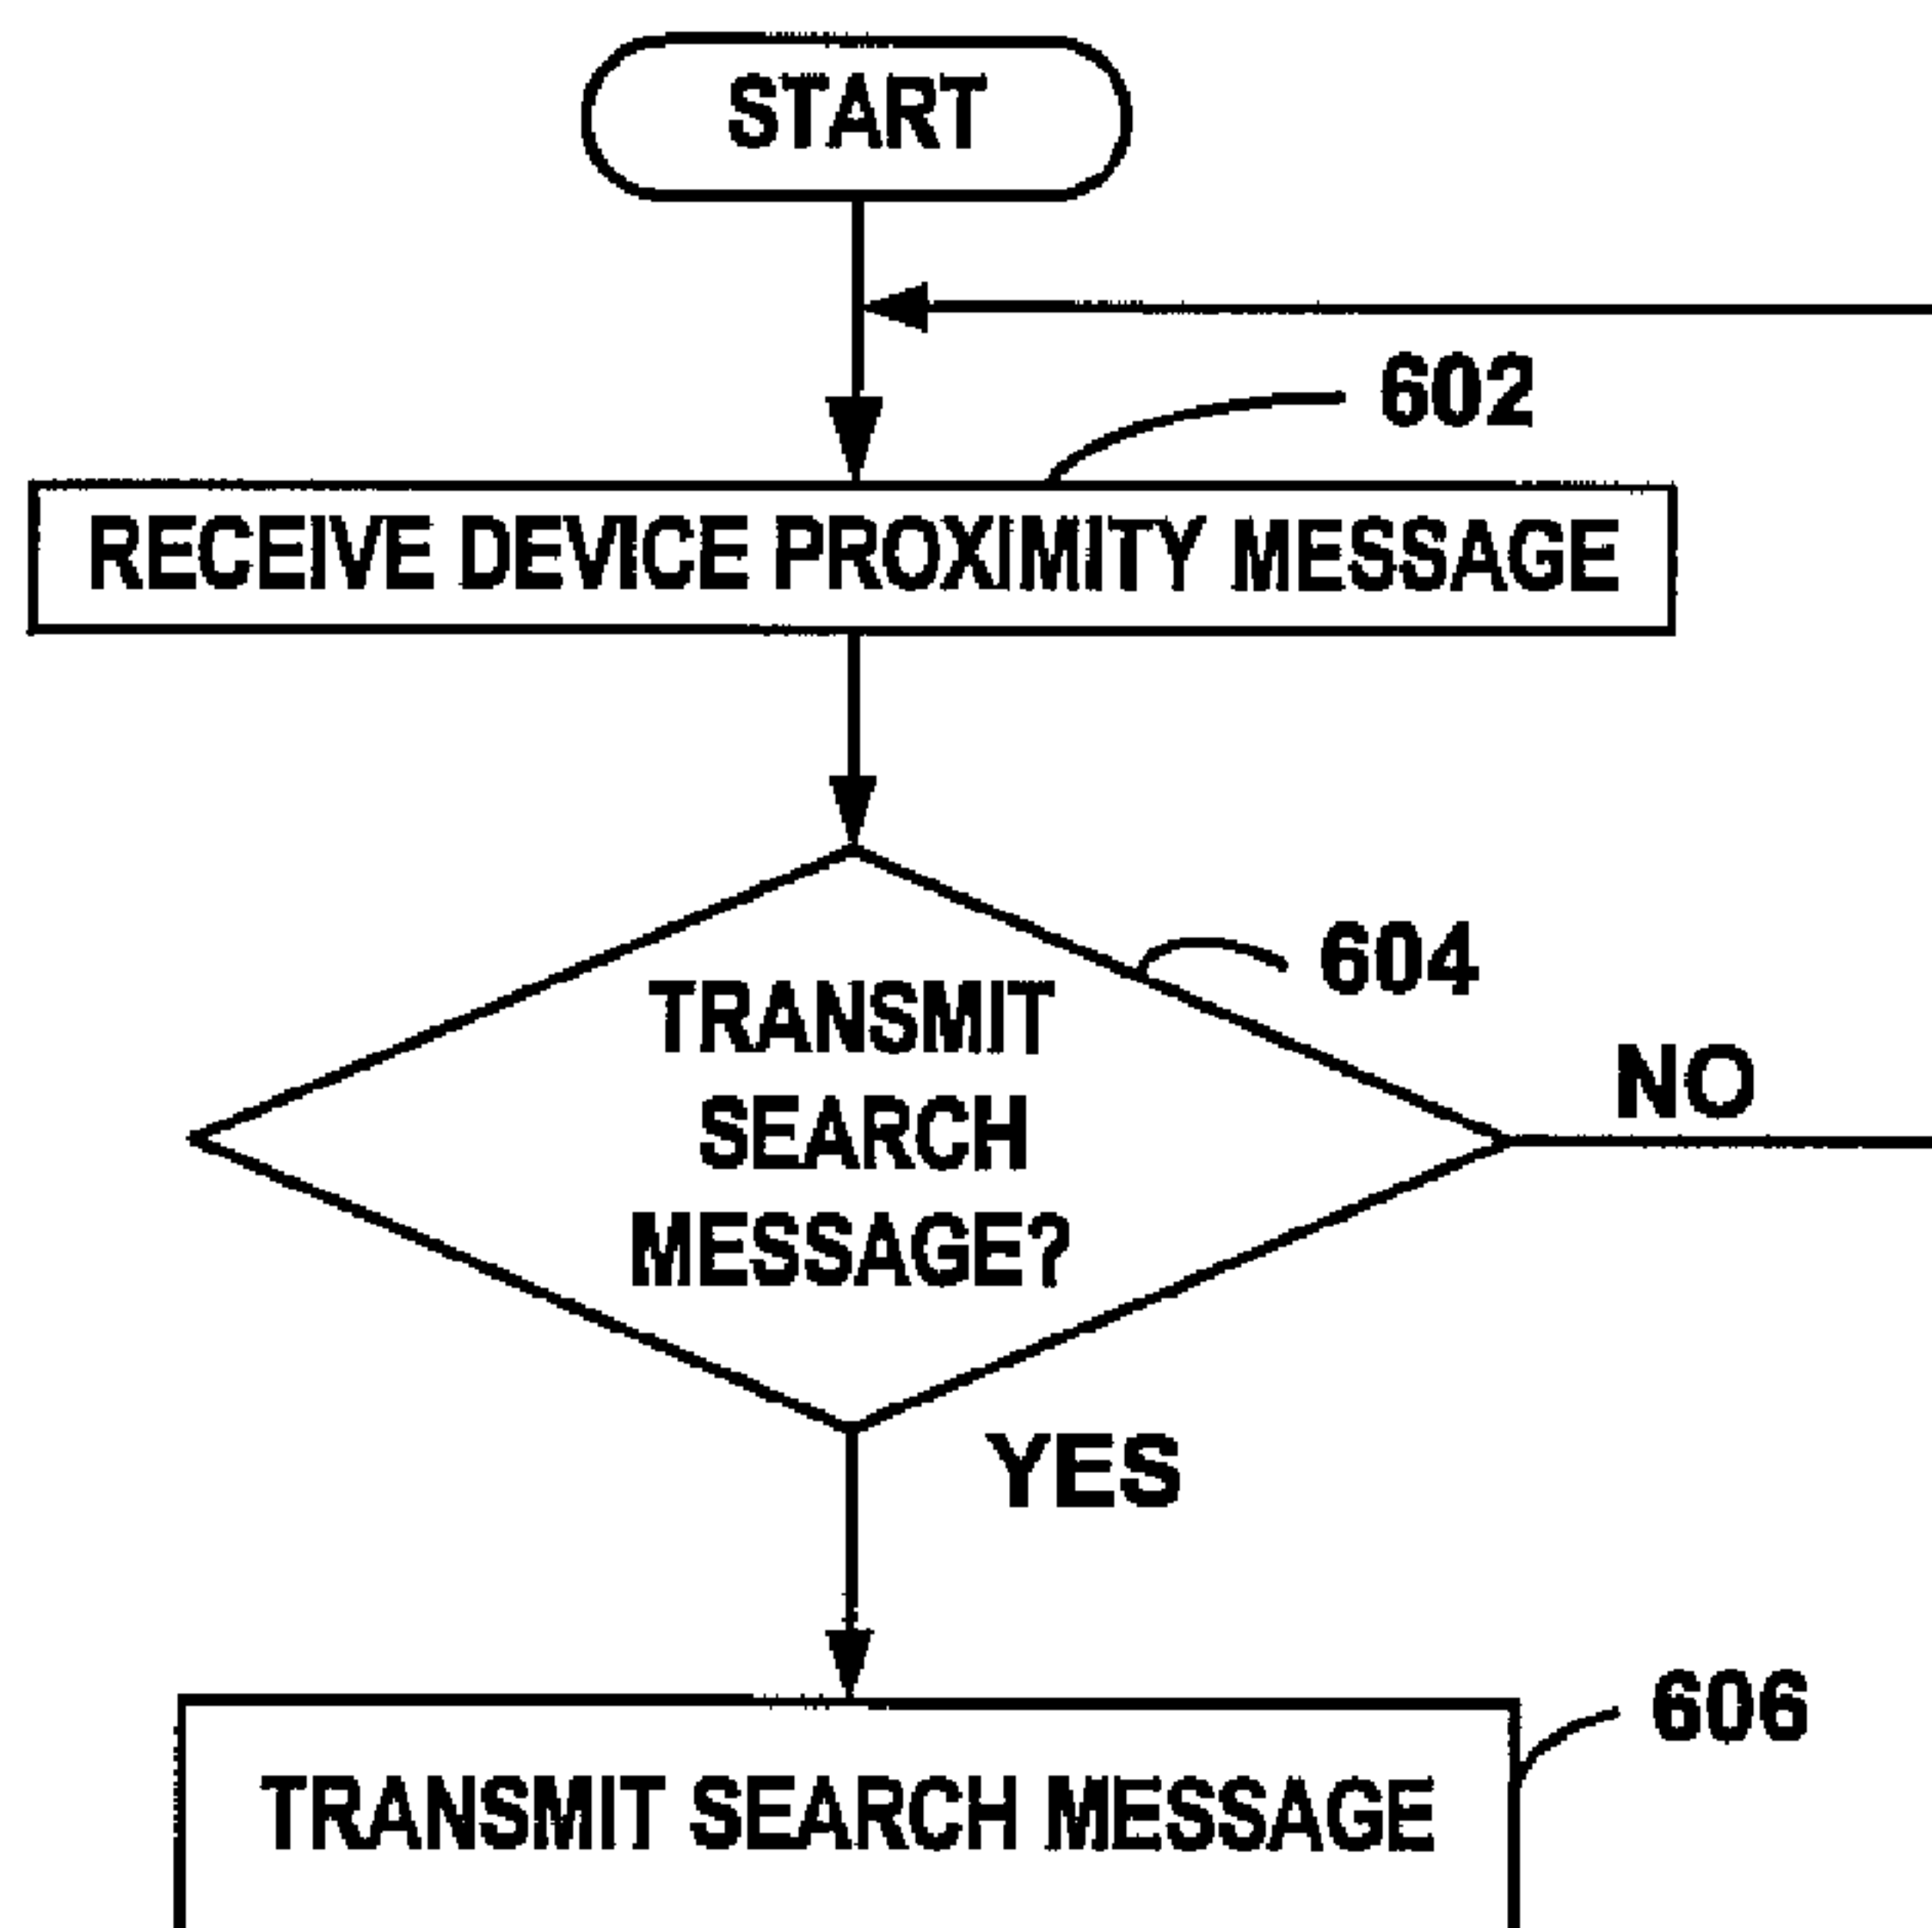 START
602
RECEIVE DEVICE PROXIMITY MESSAGE
604
TRANSMIT
SEARCH
MESSAGE?
NO
YES
606
TRANSMIT SEARCH MESSAGE